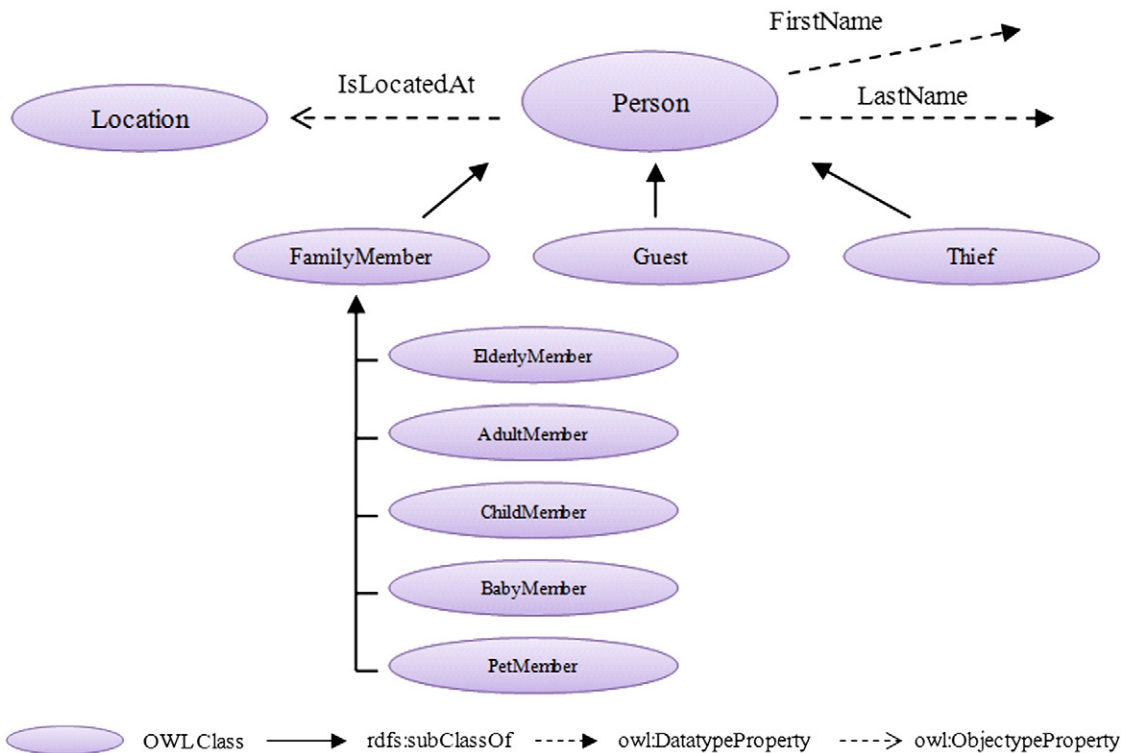 FirstName
IsLocatedAt
Person
LastName
Location
FamilyMember
Guest
Thief
ElderlyMember
AdultMember
ChildMember
BabyMember
PetMember
OWLClass rdfs:subClassOf owl:DatatypeProperty owl:ObjectypeProperty